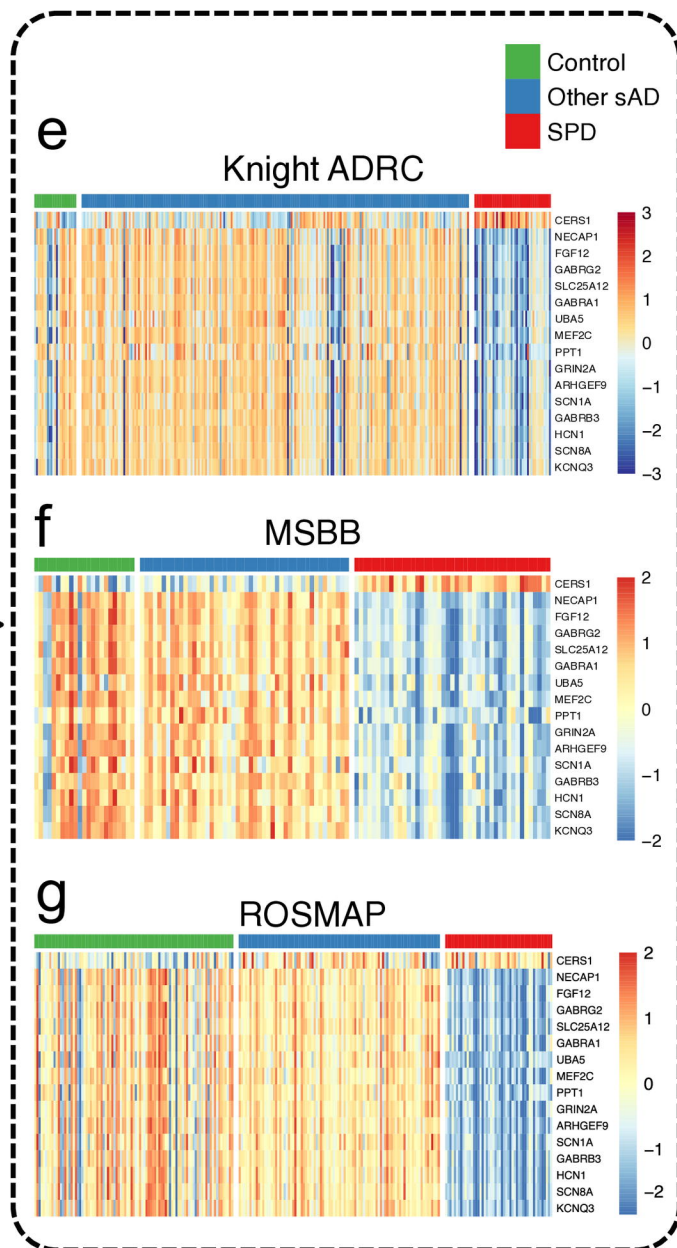 Control
Other sAD
SPD
e
Knight ADRC
CERS1
NECAP1
FGF12
GABRG2
SLC25A12
GABRA1
UBA5
MEF2C
PPT1
GRIN2A
ARHGEF9
SCN1A
GABRB3
HCN1
SCN8A
KCNQ3
3
2
1
0
−1
−2
−3
f
MSBB
CERS1
NECAP1
FGF12
GABRG2
SLC25A12
GABRA1
UBA5
MEF2C
PPT1
GRIN2A
ARHGEF9
SCN1A
GABRB3
HCN1
SCN8A
KCNQ3
2
1
0
−1
−2
g
ROSMAP
CERS1
NECAP1
FGF12
GABRG2
SLC25A12
GABRA1
UBA5
MEF2C
PPT1
GRIN2A
ARHGEF9
SCN1A
GABRB3
HCN1
SCN8A
KCNQ3
2
1
0
−1
−2